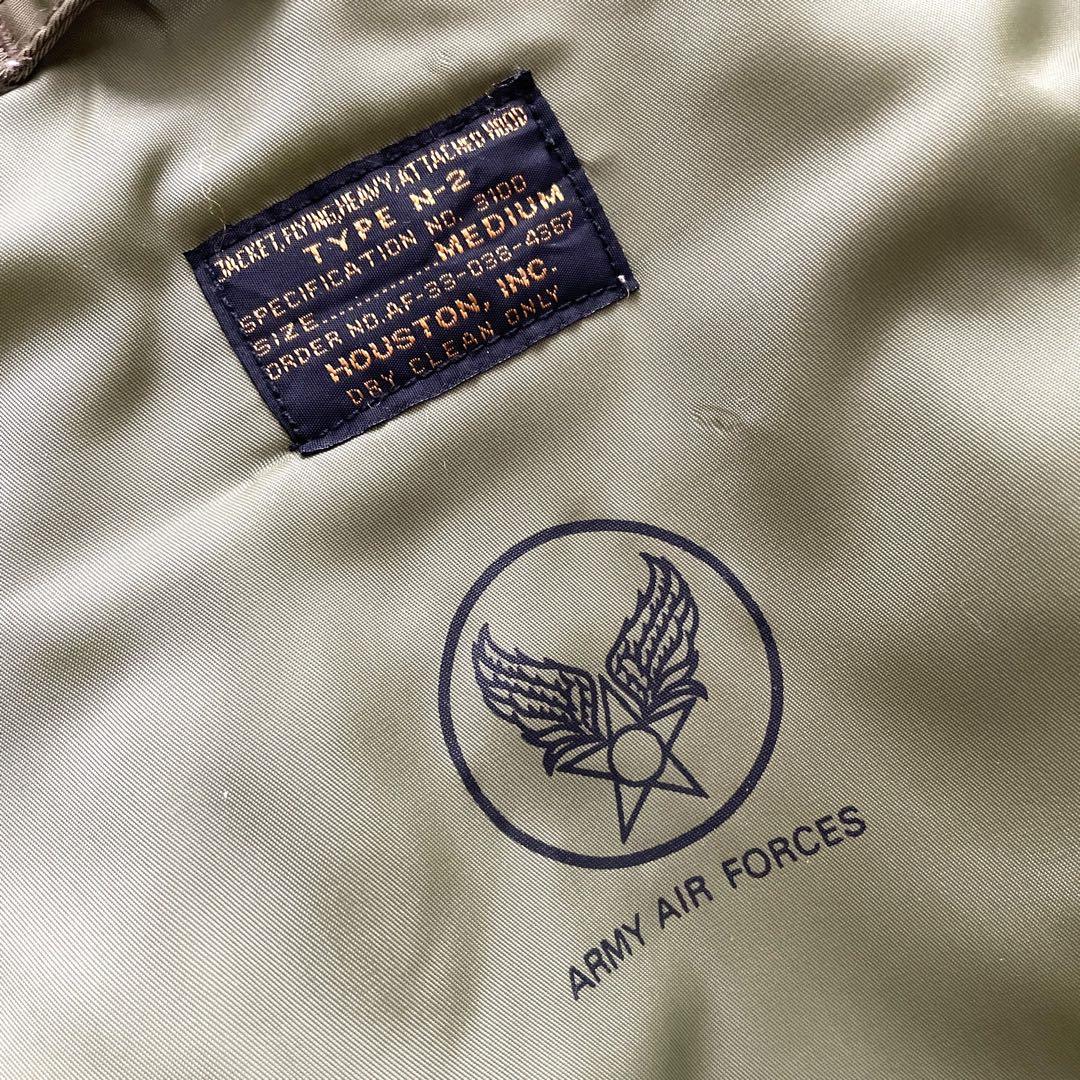 JACKET,FLYING,HEAVY,ATTACHED HOOD
TYPE N-2
SPECIFICATION NO. 3100
SIZE..............MEDIUM
ORDER NO.AF-33-038-4367
HOUSTON, INC.
DRY CLEAN ONLY
ARMY AIR FORCES